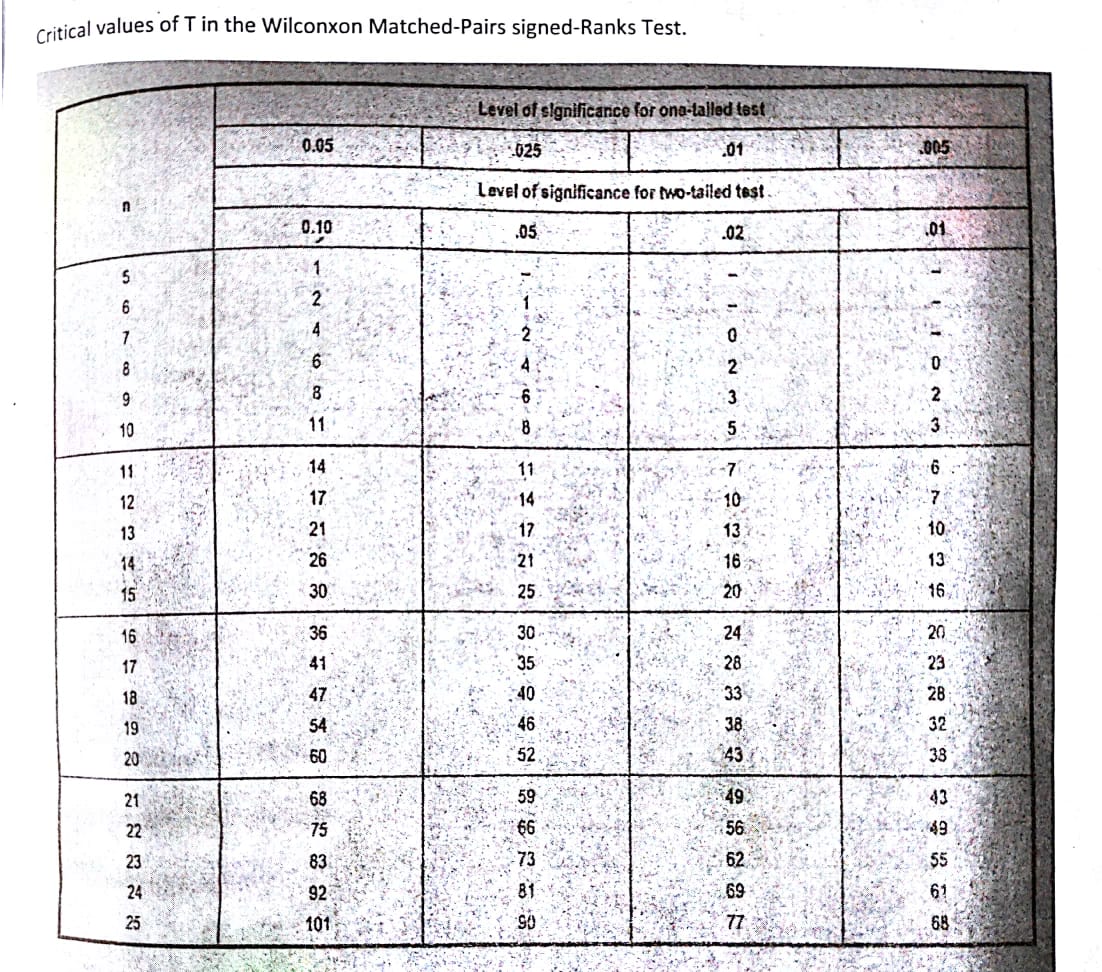 Critical values of T in the Wilconxon Matched-Pairs signed-Ranks Test.
Level of significance for one-tailed test
0.05 .025 .01 .005
Level of significance for two-tailed test.
n
0.10 .05 .02 .01
5 1 - - -
6 2 1 - -
7 4 2 0 -
8 6 4 2 0
9 8 6 3 2
10 11 8 5 3
11 14 11 7 6
12 17 14 10 7
13 21 17 13 10
14 26 21 16 13
15 30 25 20 16
16 36 30 24 20
17 41 35 28 23
18 47 40 33 28
19 54 46 38 32
20 60 52 43 38
21 68 59 49 43
22 75 66 56 49
23 83 73 62 55
24 92 81 69 61
25 101 90 77 68